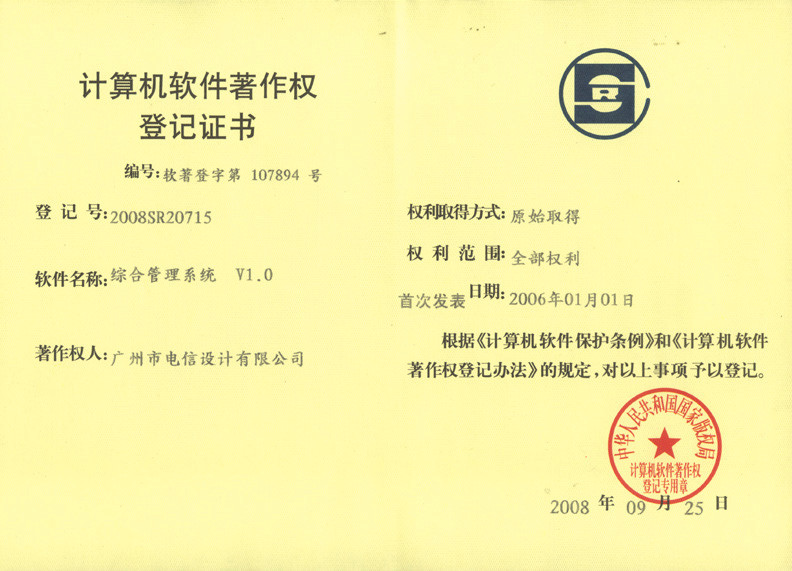 计算机软件著作权
登记证书
编号:软著登字第 107894 号
登 记 号:2008SR20715
软件名称:综合管理系统 V1.0
著作权人:广州市电信设计有限公司
R
权利取得方式:原始取得
权 利 范 围:全部权利
首次发表日期:2006年01月01日
根据《计算机软件保护条例》和《计算机软件
著作权登记办法》的规定,对以上事项予以登记。
中华人民共和国国家版权局
计算机软件著作权
登记专用章
2008 年 09 月 25 日